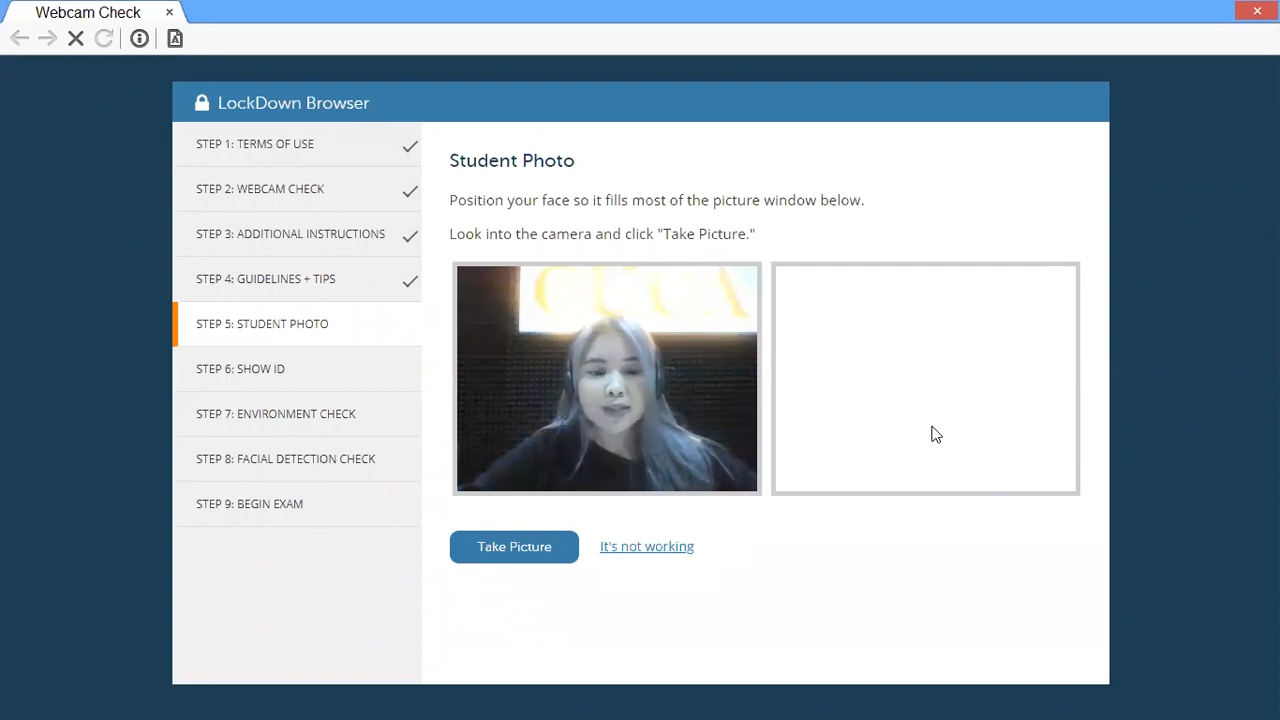 Webcam Check
LockDown Browser
STEP 1: TERMS OF USE
STEP 2: WEBCAM CHECK
STEP 3: ADDITIONAL INSTRUCTIONS
STEP 4: GUIDELINES + TIPS
STEP 5: STUDENT PHOTO
STEP 6: SHOW ID
STEP 7: ENVIRONMENT CHECK
STEP 8: FACIAL DETECTION CHECK
STEP 9: BEGIN EXAM
Student Photo
Position your face so it fills most of the picture window below.
Look into the camera and click "Take Picture."
Take Picture
It's not working